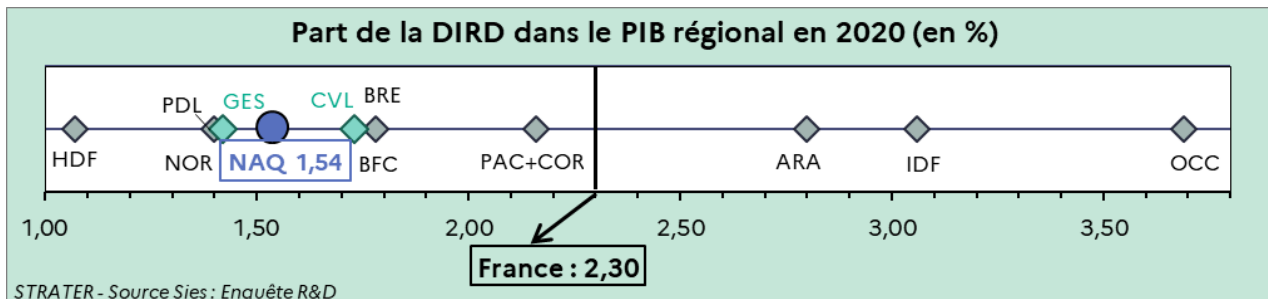 Part de la DIRD dans le PIB régional en 2020 (en %)
PDL GES CVL BRE
HDF NOR NAQ 1,54 BFC PAC+COR ARA IDF OCC
1,00 1,50 2,00 2,50 3,00 3,50
France : 2,30
STRATER - Source Sies : Enquête R&D